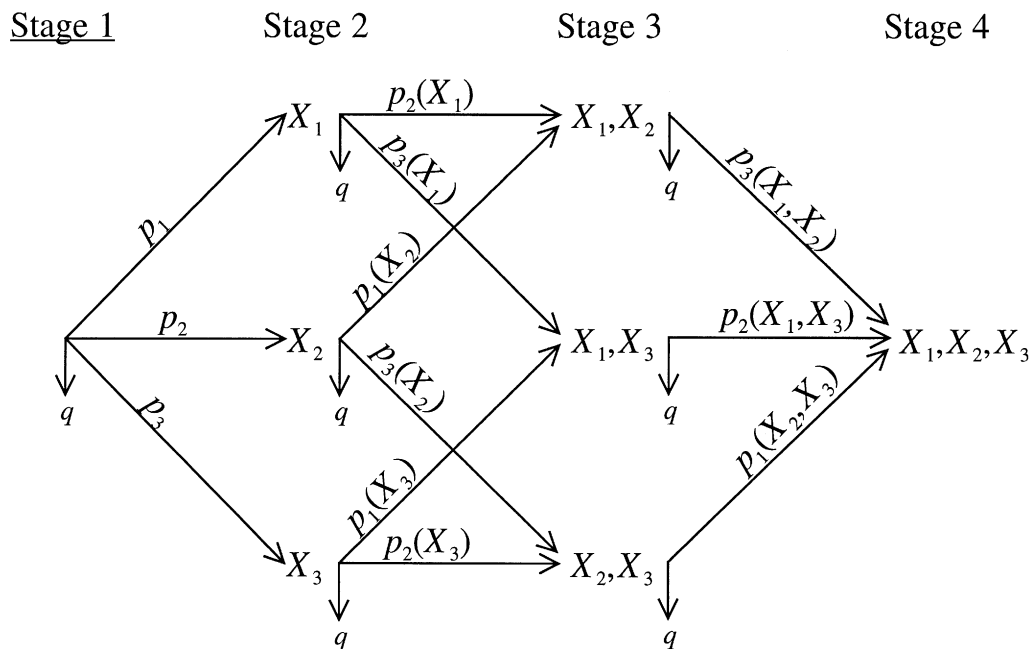 Stage 1 Stage 2 Stage 3 Stage 4
X₁ p₂(X₁) X₁,X₂
q p₃(X₁) q p₃(X₁,X₂)
p₁ p₁(X₂)
p₂ X₂ X₁,X₃ p₂(X₁,X₃) X₁,X₂,X₃
q p₃ q p₃(X₂) q p₁(X₂,X₃)
p₁(X₃)
X₃ p₂(X₃) X₂,X₃
q q